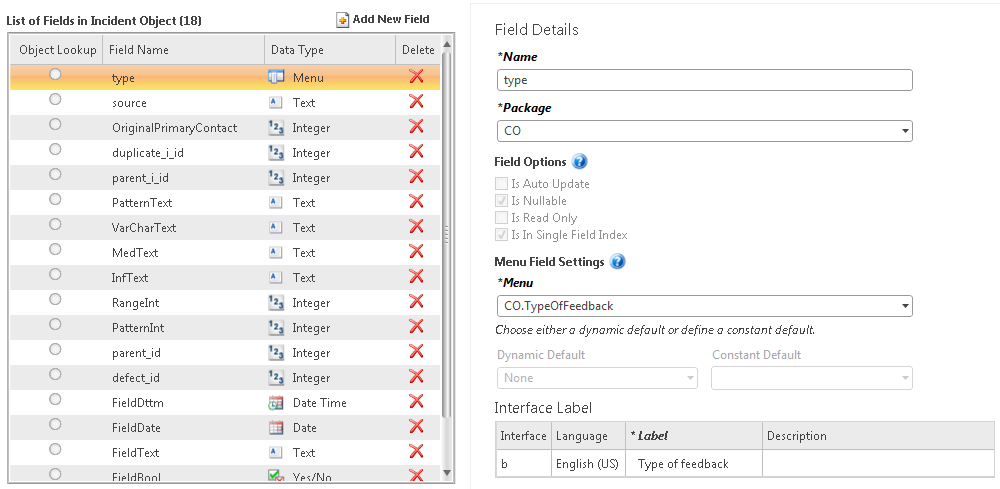 List of Fields in Incident Object (18)
Add New Field
Object Lookup Field Name Data Type Delete
type Menu
source Text
OriginalPrimaryContact Integer
duplicate_i_id Integer
parent_i_id Integer
PatternText Text
VarCharText Text
MedText Text
InfText Text
RangeInt Integer
PatternInt Integer
parent_id Integer
defect_id Integer
FieldDttm Date Time
FieldDate Date
FieldText Text
FieldBool Yes/No
Field Details
*Name
type
*Package
CO
Field Options
Is Auto Update
Is Nullable
Is Read Only
Is In Single Field Index
Menu Field Settings
*Menu
CO.TypeOfFeedback
Choose either a dynamic default or define a constant default.
Dynamic Default Constant Default
None
Interface Label
Interface Language * Label Description
b English (US) Type of feedback